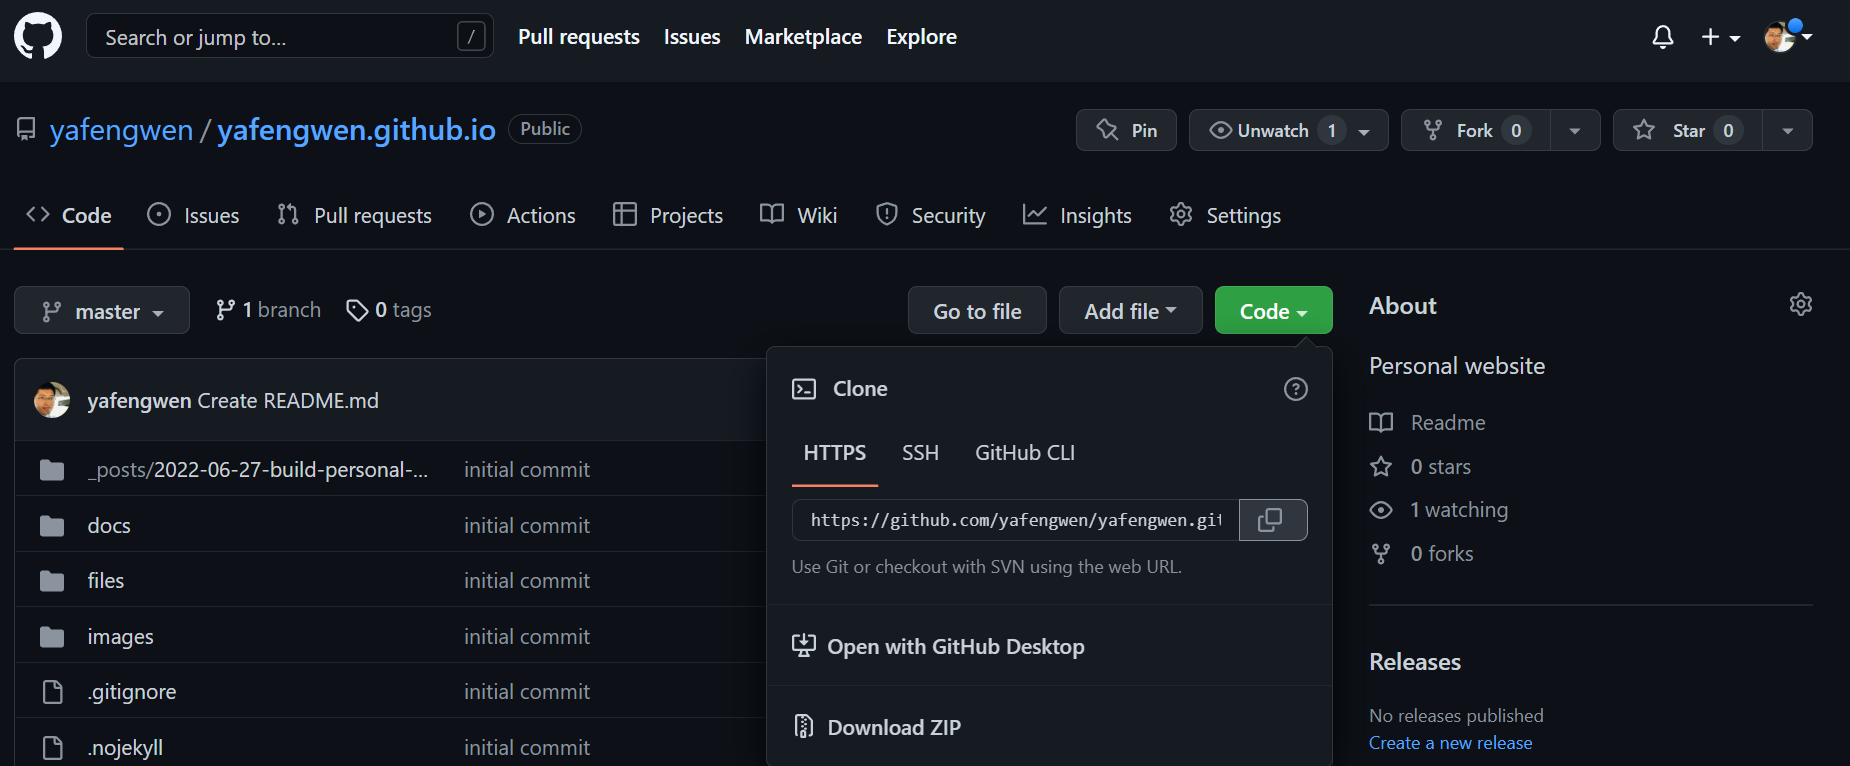 Search or jump to... /
Pull requests Issues Marketplace Explore
yafengwen / yafengwen.github.io Public
Pin Unwatch 1 Fork 0 Star 0
Code Issues Pull requests Actions Projects Wiki Security Insights Settings
master 1 branch 0 tags
Go to file Add file Code
yafengwen Create README.md
_posts/2022-06-27-build-personal-... initial commit
docs initial commit
files initial commit
images initial commit
.gitignore initial commit
.nojekyll initial commit
Clone
HTTPS SSH GitHub CLI
https://github.com/yafengwen/yafengwen.git
Use Git or checkout with SVN using the web URL.
Open with GitHub Desktop
Download ZIP
About
Personal website
Readme
0 stars
1 watching
0 forks
Releases
No releases published
Create a new release